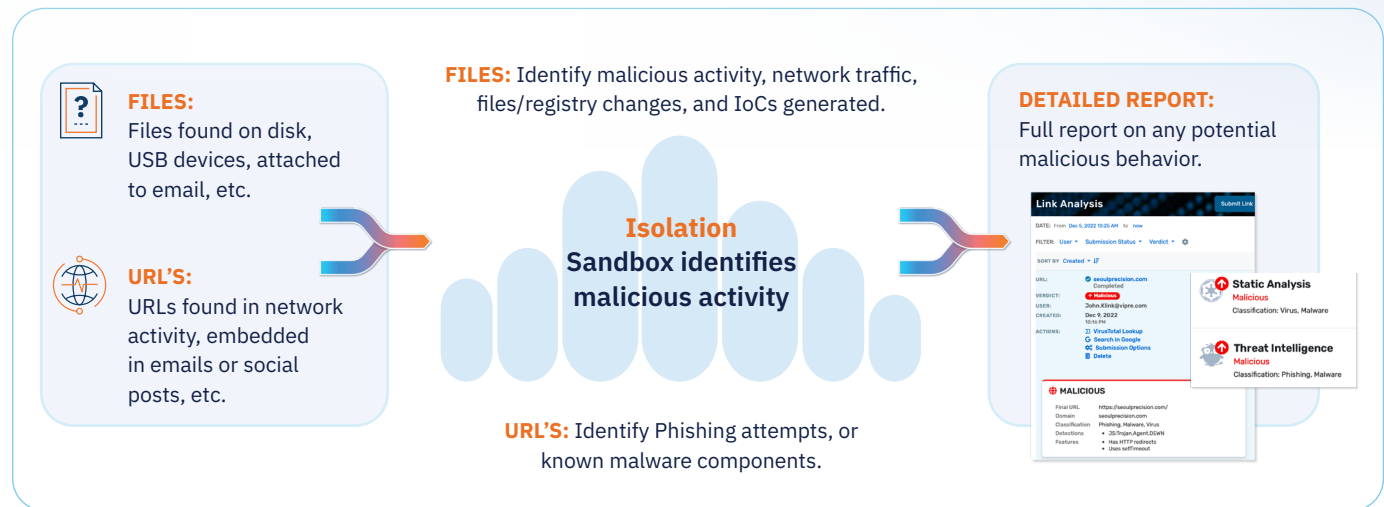 ?
FILES:
Files found on disk,
USB devices, attached
to email, etc.
URL'S:
URLs found in network
activity, embedded
in emails or social
posts, etc.
FILES: Identify malicious activity, network traffic,
files/registry changes, and IoCs generated.
Isolation
Sandbox identifies
malicious activity
URL'S: Identify Phishing attempts, or
known malware components.
DETAILED REPORT:
Full report on any potential
malicious behavior.
Link Analysis
Submit Link
DATE: From Dec 5, 2022 11:25 AM to now
FILTER: User Submission Status Verdict
SORT BY Created
URL: seoulprecision.com
Completed
VERDICT: Malicious
USER: John.Klink@vipre.com
CREATED: Dec 9, 2022
10:16 PM
ACTIONS: VirusTotal Lookup
Search in Google
Submission Options
Delete
MALICIOUS
Final URL https://seoulprecision.com/
Domain seoulprecision.com
Classification Phishing, Malware, Virus
Detections • JS:Trojan.Agent.DEWN
Features • Has HTTP redirects
• Uses setTimeout
Static Analysis
Malicious
Classification: Virus, Malware
Threat Intelligence
Malicious
Classification: Phishing, Malware